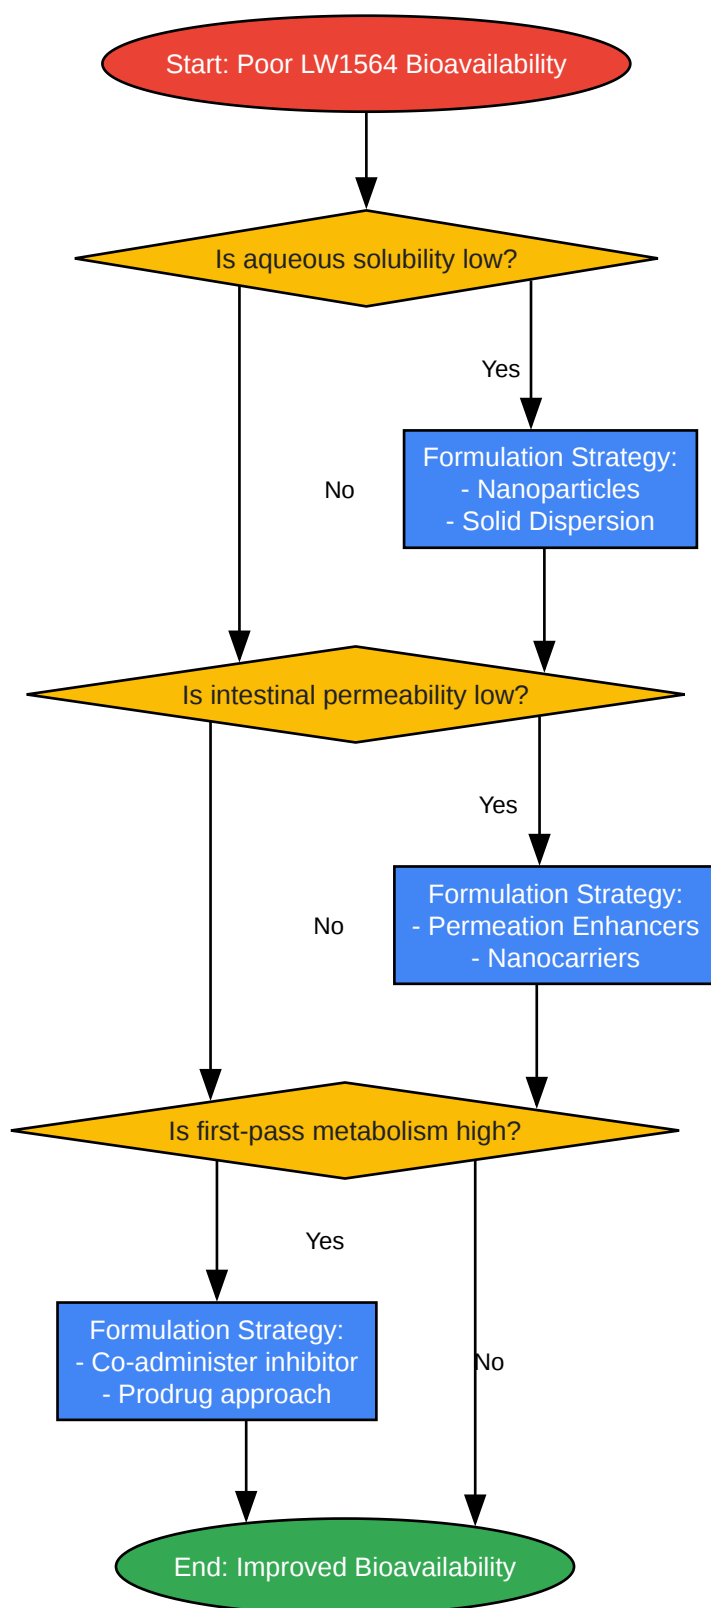 Start: Poor LW1564 Bioavailability
Is aqueous solubility low?
Yes
Formulation Strategy:
- Nanoparticles
- Solid Dispersion
No
Is intestinal permeability low?
Yes
Formulation Strategy:
- Permeation Enhancers
- Nanocarriers
No
Is first-pass metabolism high?
Yes
Formulation Strategy:
- Co-administer inhibitor
- Prodrug approach
No
End: Improved Bioavailability